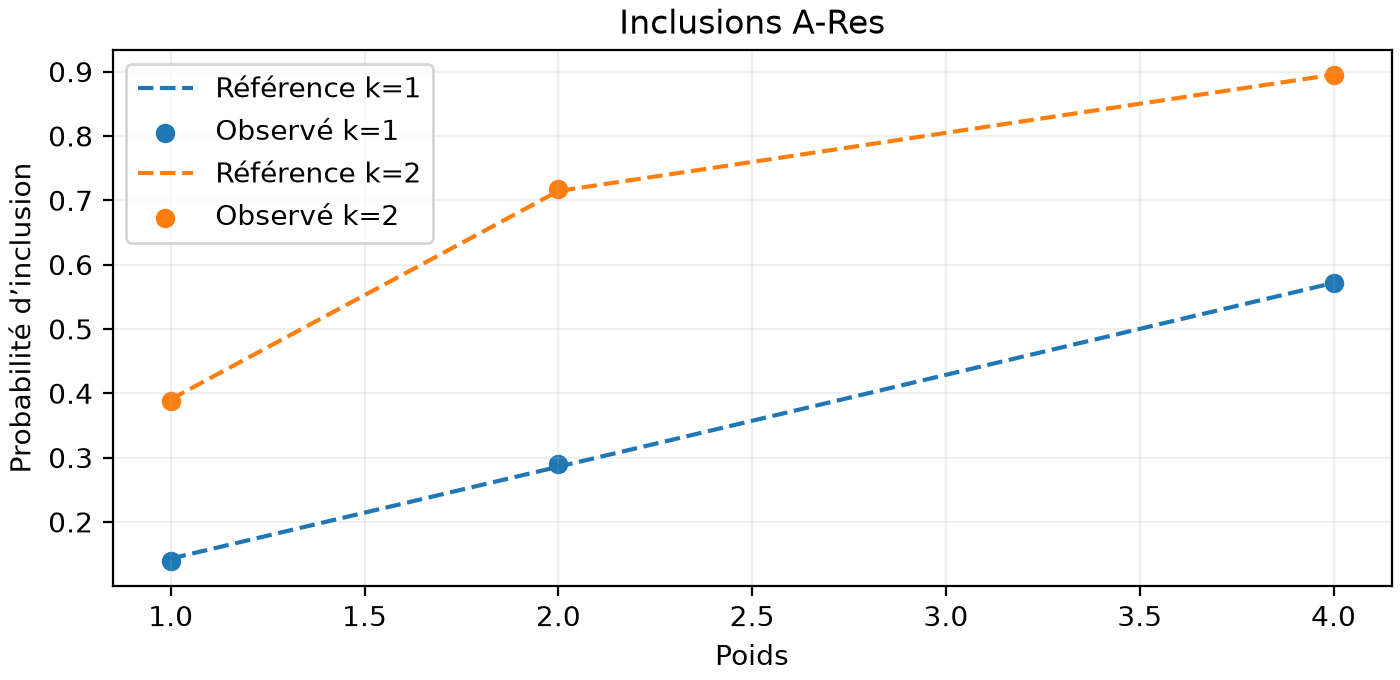 Inclusions A-Res
Référence k=1
Observé k=1
Référence k=2
Observé k=2
Probabilité d’inclusion
0.9
0.8
0.7
0.6
0.5
0.4
0.3
0.2
1.0 1.5 2.0 2.5 3.0 3.5 4.0
Poids